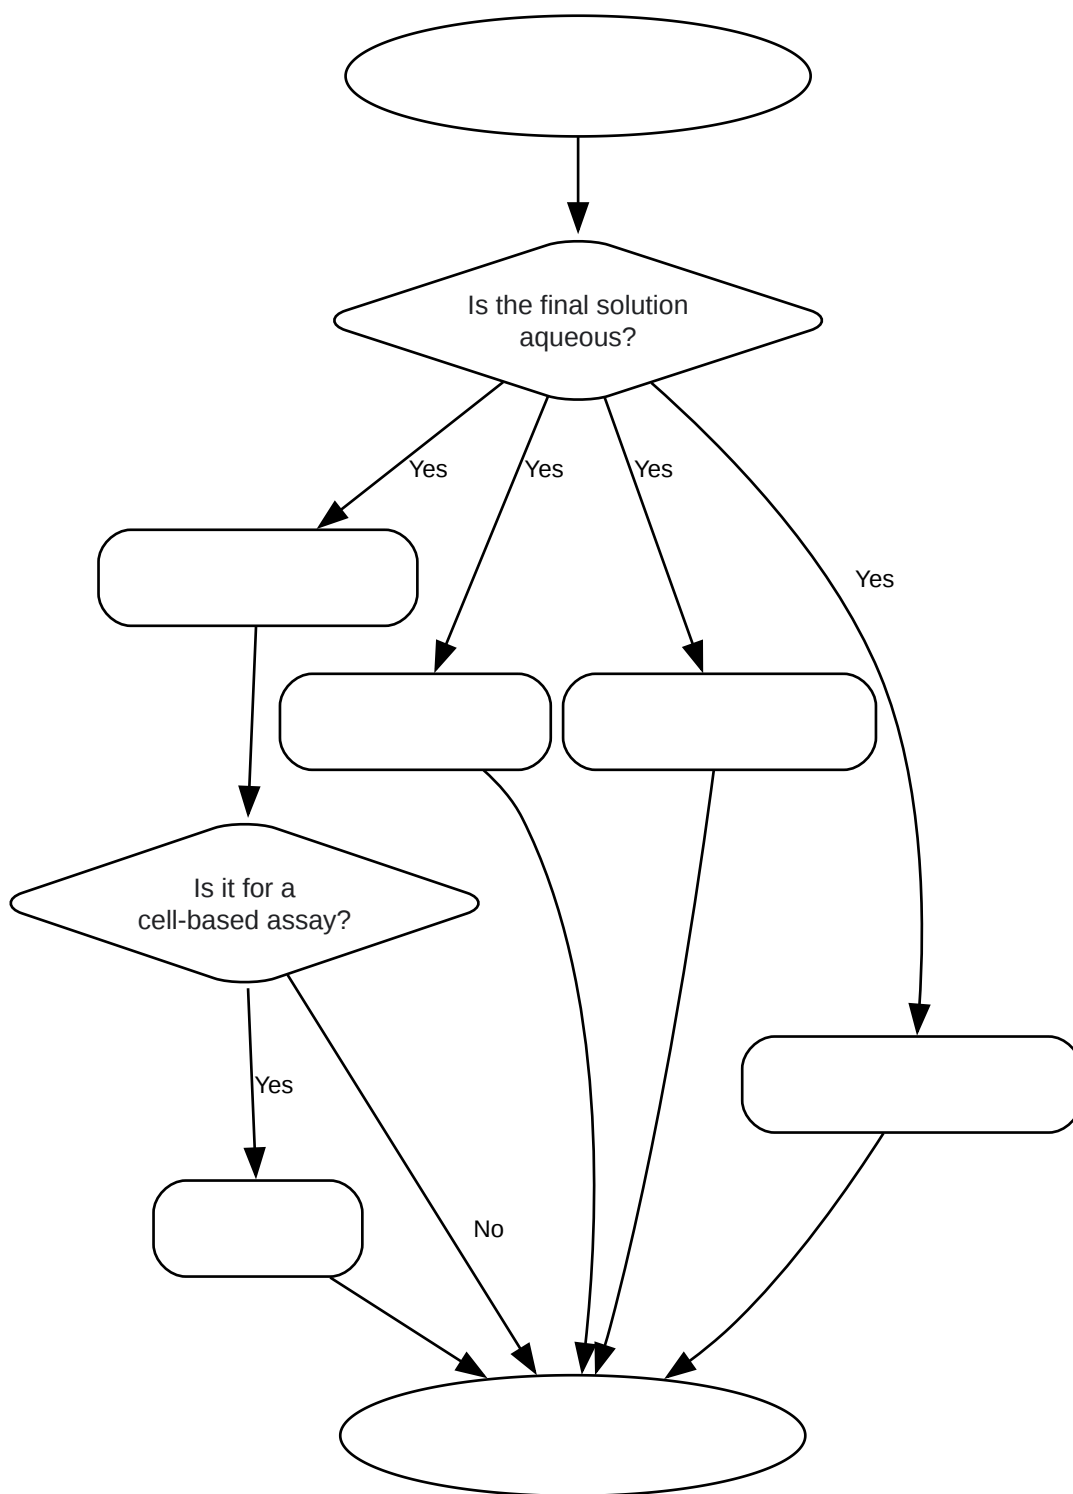 Is the final solution
aqueous?
Yes
Yes
Yes
Yes
Is it for a
cell-based assay?
Yes
No